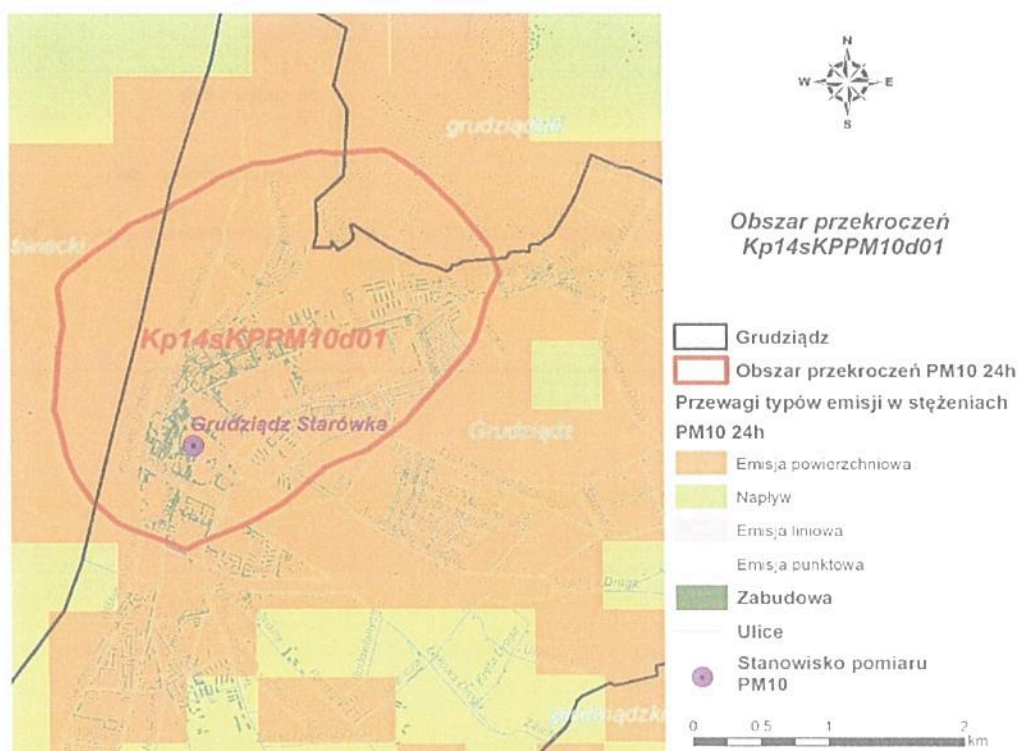 N
W E
S
Obszar przekroczeń
Kp14sKPPM10d01
Grudziądz
Obszar przekroczeń PM10 24h
Przewagi typów emisji w stężeniach
PM10 24h
Emisja powierzchniowa
Napływ
Emisja liniowa
Emisja punktowa
Zabudowa
Ulice
Stanowisko pomiaru
PM10
0 0 5 1 2
km
grudziądzki
świecki
Kp14sKPPM10d01
Grudziądz Starówka
Grudziądz
Droga
grudziądzki